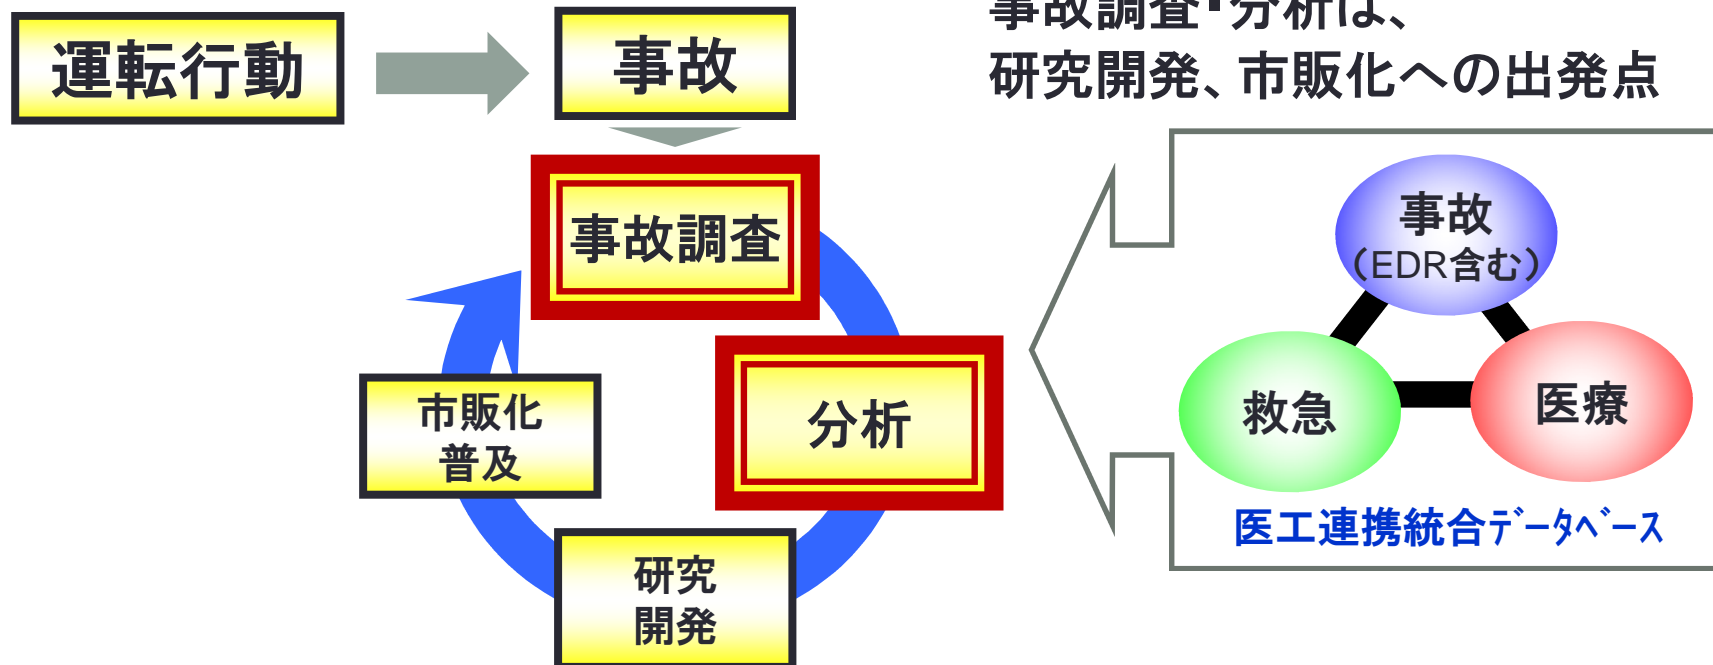 運転行動
事故
事故調査・分析は、
研究開発、市販化への出発点
事故調査
分析
市販化
普及
研究
開発
事故
（EDR含む）
救急
医療
医工連携統合ﾃﾞｰﾀﾍﾞｰｽ